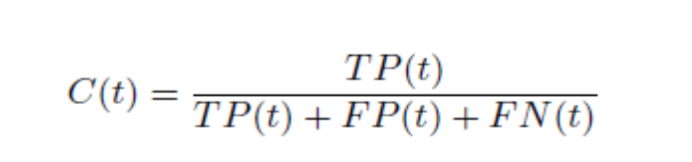 C(t) = TP(t) / TP(t) + FP(t) + FN(t)